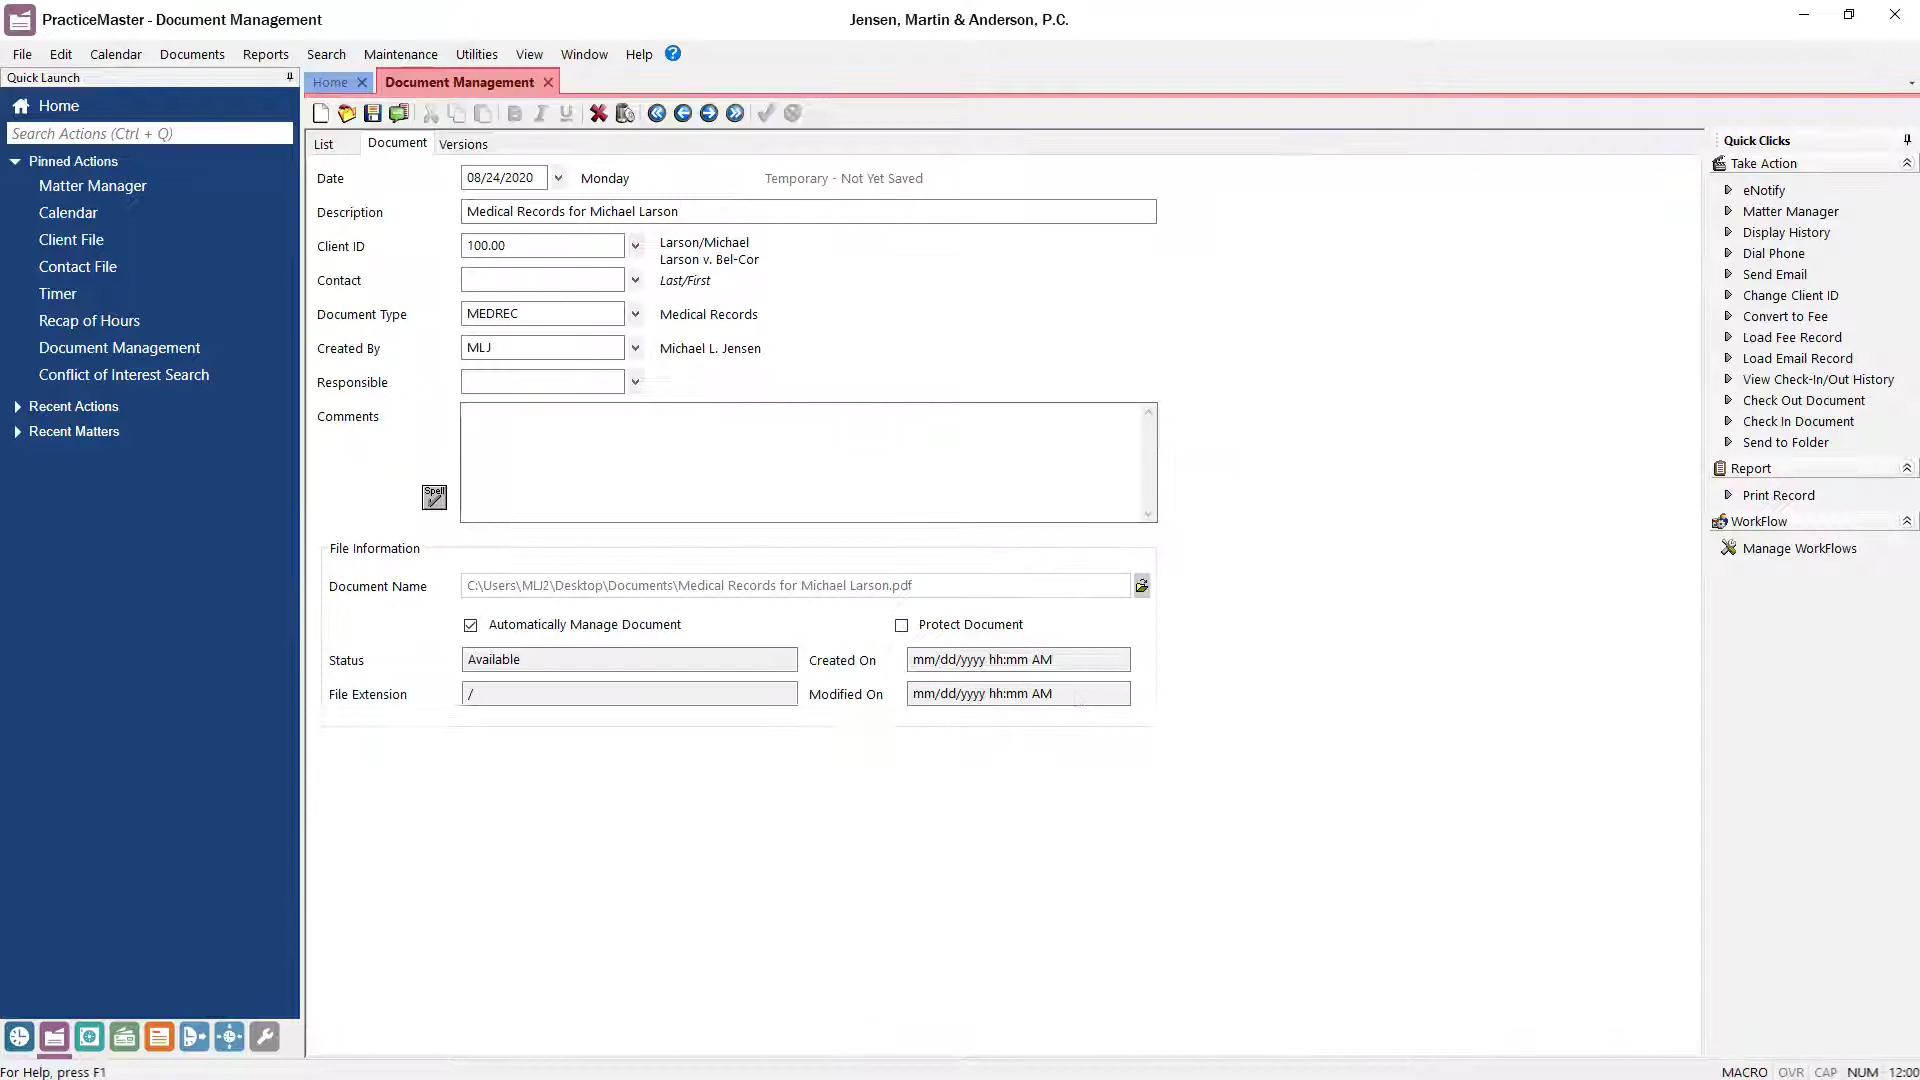 PracticeMaster - Document Management
Jensen, Martin & Anderson, P.C.
File Edit Calendar Documents Reports Search Maintenance Utilities View Window Help ?
Quick Launch
Home
Search Actions (Ctrl + Q)
Pinned Actions
Matter Manager
Calendar
Client File
Contact File
Timer
Recap of Hours
Document Management
Conflict of Interest Search
Recent Actions
Recent Matters
Home Document Management
B I U
List Document Versions
Date 08/24/2020 Monday Temporary - Not Yet Saved
Description Medical Records for Michael Larson
Client ID 100.00 Larson/Michael
Larson v. Bel-Cor
Contact Last/First
Document Type MEDREC Medical Records
Created By MLJ Michael L. Jensen
Responsible
Comments
Spell
File Information
Document Name C:\Users\MLJ2\Desktop\Documents\Medical Records for Michael Larson.pdf
Automatically Manage Document Protect Document
Status Available Created On mm/dd/yyyy hh:mm AM
File Extension / Modified On mm/dd/yyyy hh:mm AM
Quick Clicks
Take Action
eNotify
Matter Manager
Display History
Dial Phone
Send Email
Change Client ID
Convert to Fee
Load Fee Record
Load Email Record
View Check-In/Out History
Check Out Document
Check In Document
Send to Folder
Report
Print Record
WorkFlow
Manage WorkFlows
For Help, press F1
MACRO OVR CAP NUM 12:00